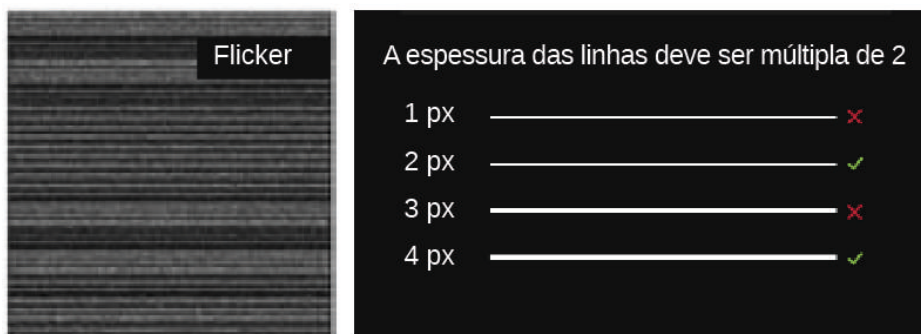 Flicker
A espessura das linhas deve ser múltipla de 2
1 px
2 px
3 px
4 px